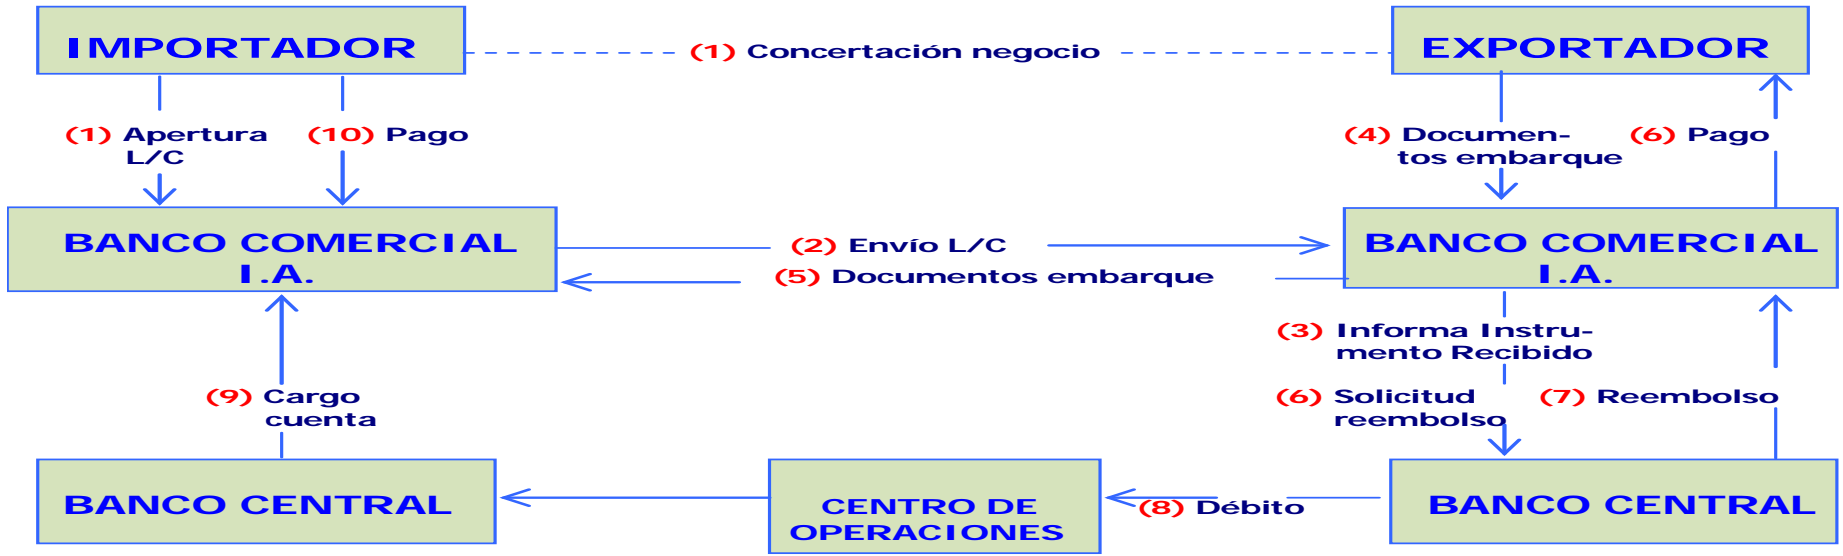 IMPORTADOR
(1) Concertación negocio
EXPORTADOR
(1) Apertura
L/C
(10) Pago
(4) Documen-
tos embarque
(6) Pago
BANCO COMERCIAL
I.A.
(2) Envío L/C
(5) Documentos embarque
BANCO COMERCIAL
I.A.
(3) Informa Instru-
mento Recibido
(9) Cargo
cuenta
(6) Solicitud
reembolso
(7) Reembolso
BANCO CENTRAL
CENTRO DE
OPERACIONES
(8) Débito
BANCO CENTRAL